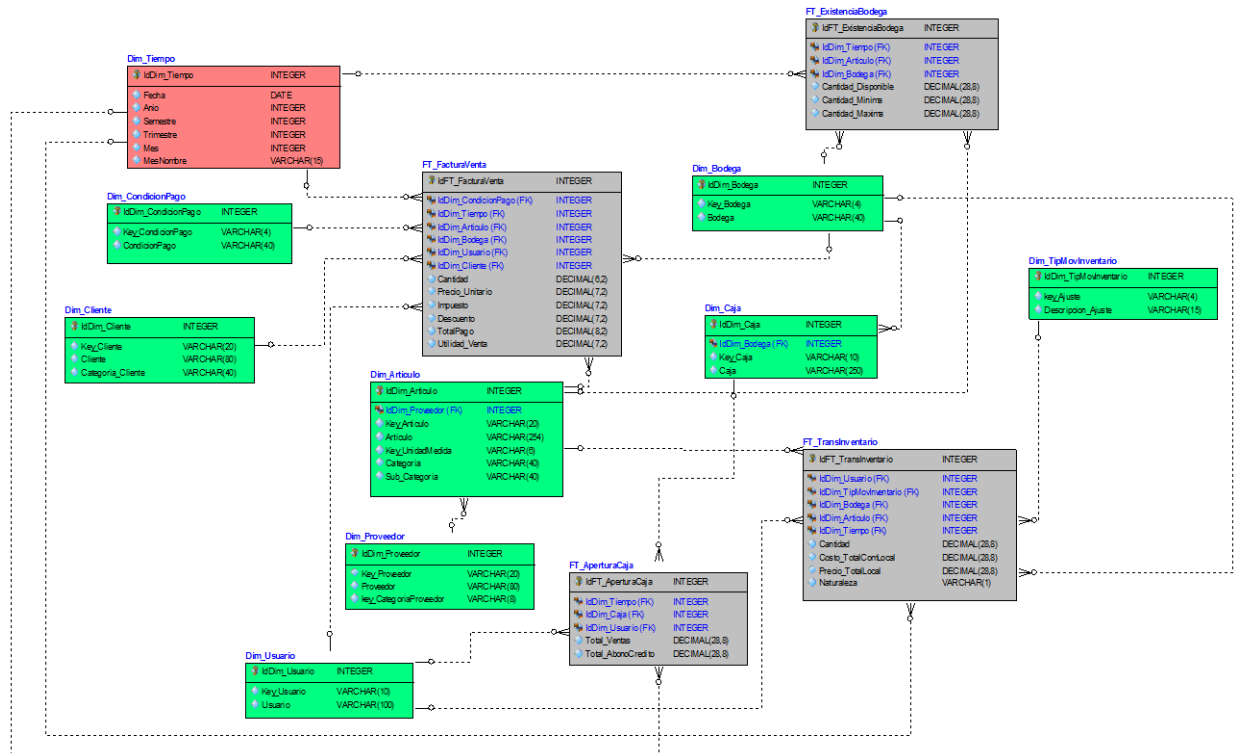 FT_ExistenciaBodega
IdFT_ExistenciaBodega INTEGER
IdDim_Tiempo (FK) INTEGER
IdDim_Articulo (FK) INTEGER
IdDim_Bodega (FK) INTEGER
Cantidad_Disponible DECIMAL(28,8)
Cantidad_Minima DECIMAL(28,8)
Cantidad_Maxima DECIMAL(28,8)
Dim_Tiempo
IdDim_Tiempo INTEGER
Fecha DATE
Anio INTEGER
Semestre INTEGER
Trimestre INTEGER
Mes INTEGER
MesNombre VARCHAR(15)
FT_FacturaVenta
IdFT_FacturaVenta INTEGER
IdDim_CondicionPago (FK) INTEGER
IdDim_Tiempo (FK) INTEGER
IdDim_Articulo (FK) INTEGER
IdDim_Bodega (FK) INTEGER
IdDim_Usuario (FK) INTEGER
IdDim_Cliente (FK) INTEGER
Cantidad DECIMAL(6,2)
Precio_Unitario DECIMAL(7,2)
Impuesto DECIMAL(7,2)
Descuento DECIMAL(7,2)
TotalPago DECIMAL(8,2)
Utilidad_Venta DECIMAL(7,2)
Dim_Bodega
IdDim_Bodega INTEGER
Key_Bodega VARCHAR(4)
Bodega VARCHAR(40)
Dim_CondicionPago
IdDim_CondicionPago INTEGER
Key_CondicionPago VARCHAR(4)
CondicionPago VARCHAR(40)
Dim_TipMovInventario
IdDim_TipMovInventario INTEGER
key_Ajuste VARCHAR(4)
Descripcion_Ajuste VARCHAR(15)
Dim_Cliente
IdDim_Cliente INTEGER
Key_Cliente VARCHAR(20)
Cliente VARCHAR(80)
Categoria_Cliente VARCHAR(40)
Dim_Caja
IdDim_Caja INTEGER
IdDim_Bodega (FK) INTEGER
Key_Caja VARCHAR(10)
Caja VARCHAR(250)
Dim_Articulo
IdDim_Articulo INTEGER
IdDim_Proveedor (FK) INTEGER
Key_Articulo VARCHAR(20)
Articulo VARCHAR(254)
Key_UnidadMedida VARCHAR(6)
Categoria VARCHAR(40)
Sub_Categoria VARCHAR(40)
FT_TransInventario
IdFT_TransInventario INTEGER
IdDim_Usuario (FK) INTEGER
IdDim_TipMovInventario (FK) INTEGER
IdDim_Bodega (FK) INTEGER
IdDim_Articulo (FK) INTEGER
IdDim_Tiempo (FK) INTEGER
Cantidad DECIMAL(28,8)
Costo_TotalComLocal DECIMAL(28,8)
Precio_TotalLocal DECIMAL(28,8)
Naturaleza VARCHAR(1)
Dim_Proveedor
IdDim_Proveedor INTEGER
Key_Proveedor VARCHAR(20)
Proveedor VARCHAR(80)
key_CategoriaProveedor VARCHAR(8)
FT_AperturaCaja
IdFT_AperturaCaja INTEGER
IdDim_Tiempo (FK) INTEGER
IdDim_Caja (FK) INTEGER
IdDim_Usuario (FK) INTEGER
Total_Ventas DECIMAL(28,8)
Total_AbonoCredito DECIMAL(28,8)
Dim_Usuario
IdDim_Usuario INTEGER
Key_Usuario VARCHAR(10)
Usuario VARCHAR(100)